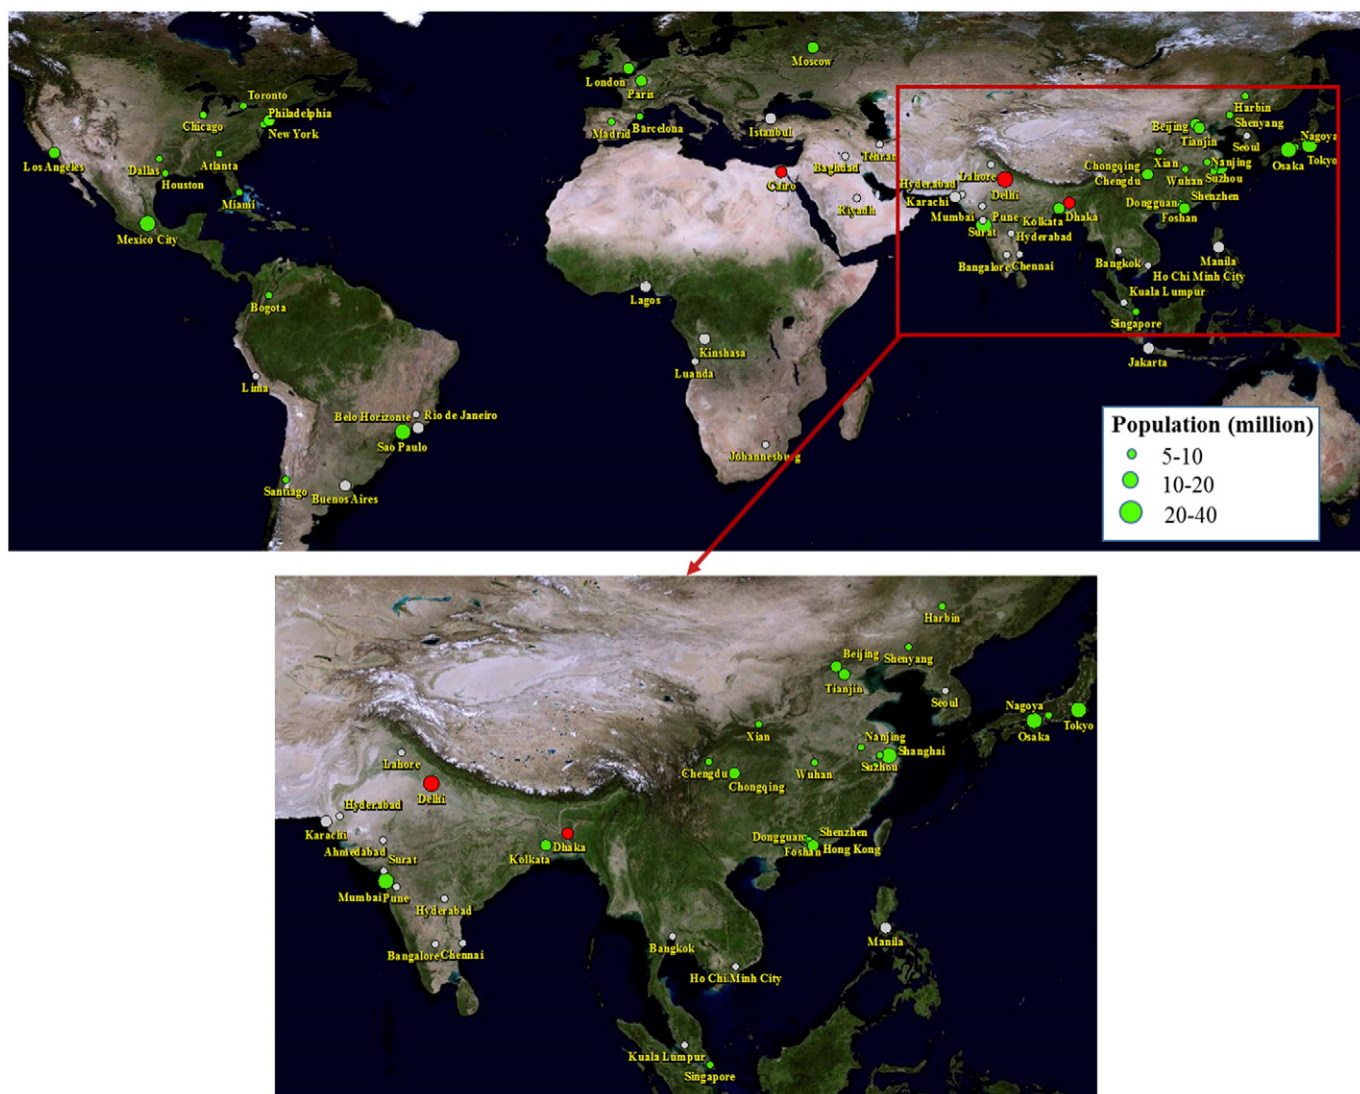 Moscow
London
Paris
Toronto
Philadelphia
Chicago
New York
Madrid
Barcelona
Istanbul
Harbin
Beijing
Shenyang
Tianjin
Nagoya
Seoul
Tokyo
Osaka
Los Angeles
Dallas
Atlanta
Houston
Baghdad
Tehran
Cairo
Riyadh
Xian
Nanjing
Chongqing
Chengdu
Wuhan
Suzhou
Lahore
Hyderabad
Delhi
Karachi
Miami
Mexico City
Mumbai
Pune
Kolkata
Dhaka
Surat
Hyderabad
Dongguan
Shenzhen
Foshan
Bangalore
Chennai
Bangkok
Manila
Ho Chi Minh City
Kuala Lumpur
Singapore
Bogota
Lagos
Kinshasa
Luanda
Jakarta
Lima
Belo Horizonte
Rio de Janeiro
Sao Paulo
Johannesburg
Santiago
Buenos Aires
Population (million)
5-10
10-20
20-40
Harbin
Beijing
Shenyang
Tianjin
Seoul
Nagoya
Tokyo
Osaka
Xian
Nanjing
Shanghai
Suzhou
Lahore
Chengdu
Wuhan
Chongqing
Delhi
Hyderabad
Karachi
Ahmedabad
Surat
Kolkata
Dhaka
Dongguan
Shenzhen
Foshan
Hong Kong
Mumbai
Pune
Hyderabad
Bangalore
Chennai
Bangkok
Manila
Ho Chi Minh City
Kuala Lumpur
Singapore